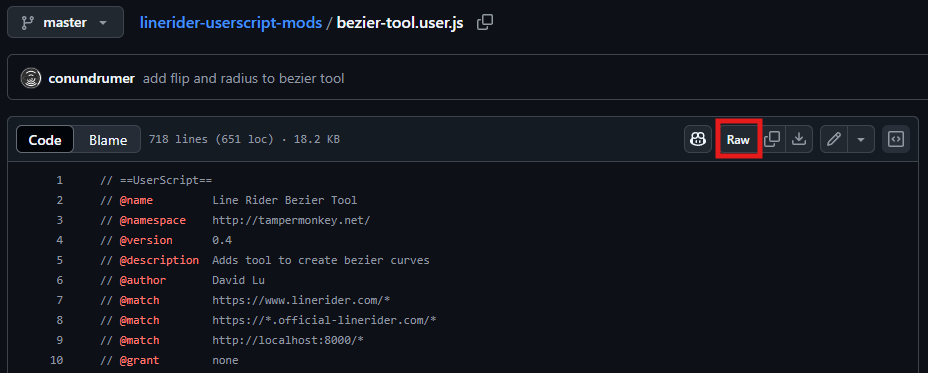 master linerider-userscript-mods / bezier-tool.user.js
conundrumer add flip and radius to bezier tool
Code Blame 718 lines (651 loc) · 18.2 KB Raw
1 // ==UserScript==
2 // @name Line Rider Bezier Tool
3 // @namespace http://tampermonkey.net/
4 // @version 0.4
5 // @description Adds tool to create bezier curves
6 // @author David Lu
7 // @match https://www.linerider.com/*
8 // @match https://*.official-linerider.com/*
9 // @match http://localhost:8000/*
10 // @grant none